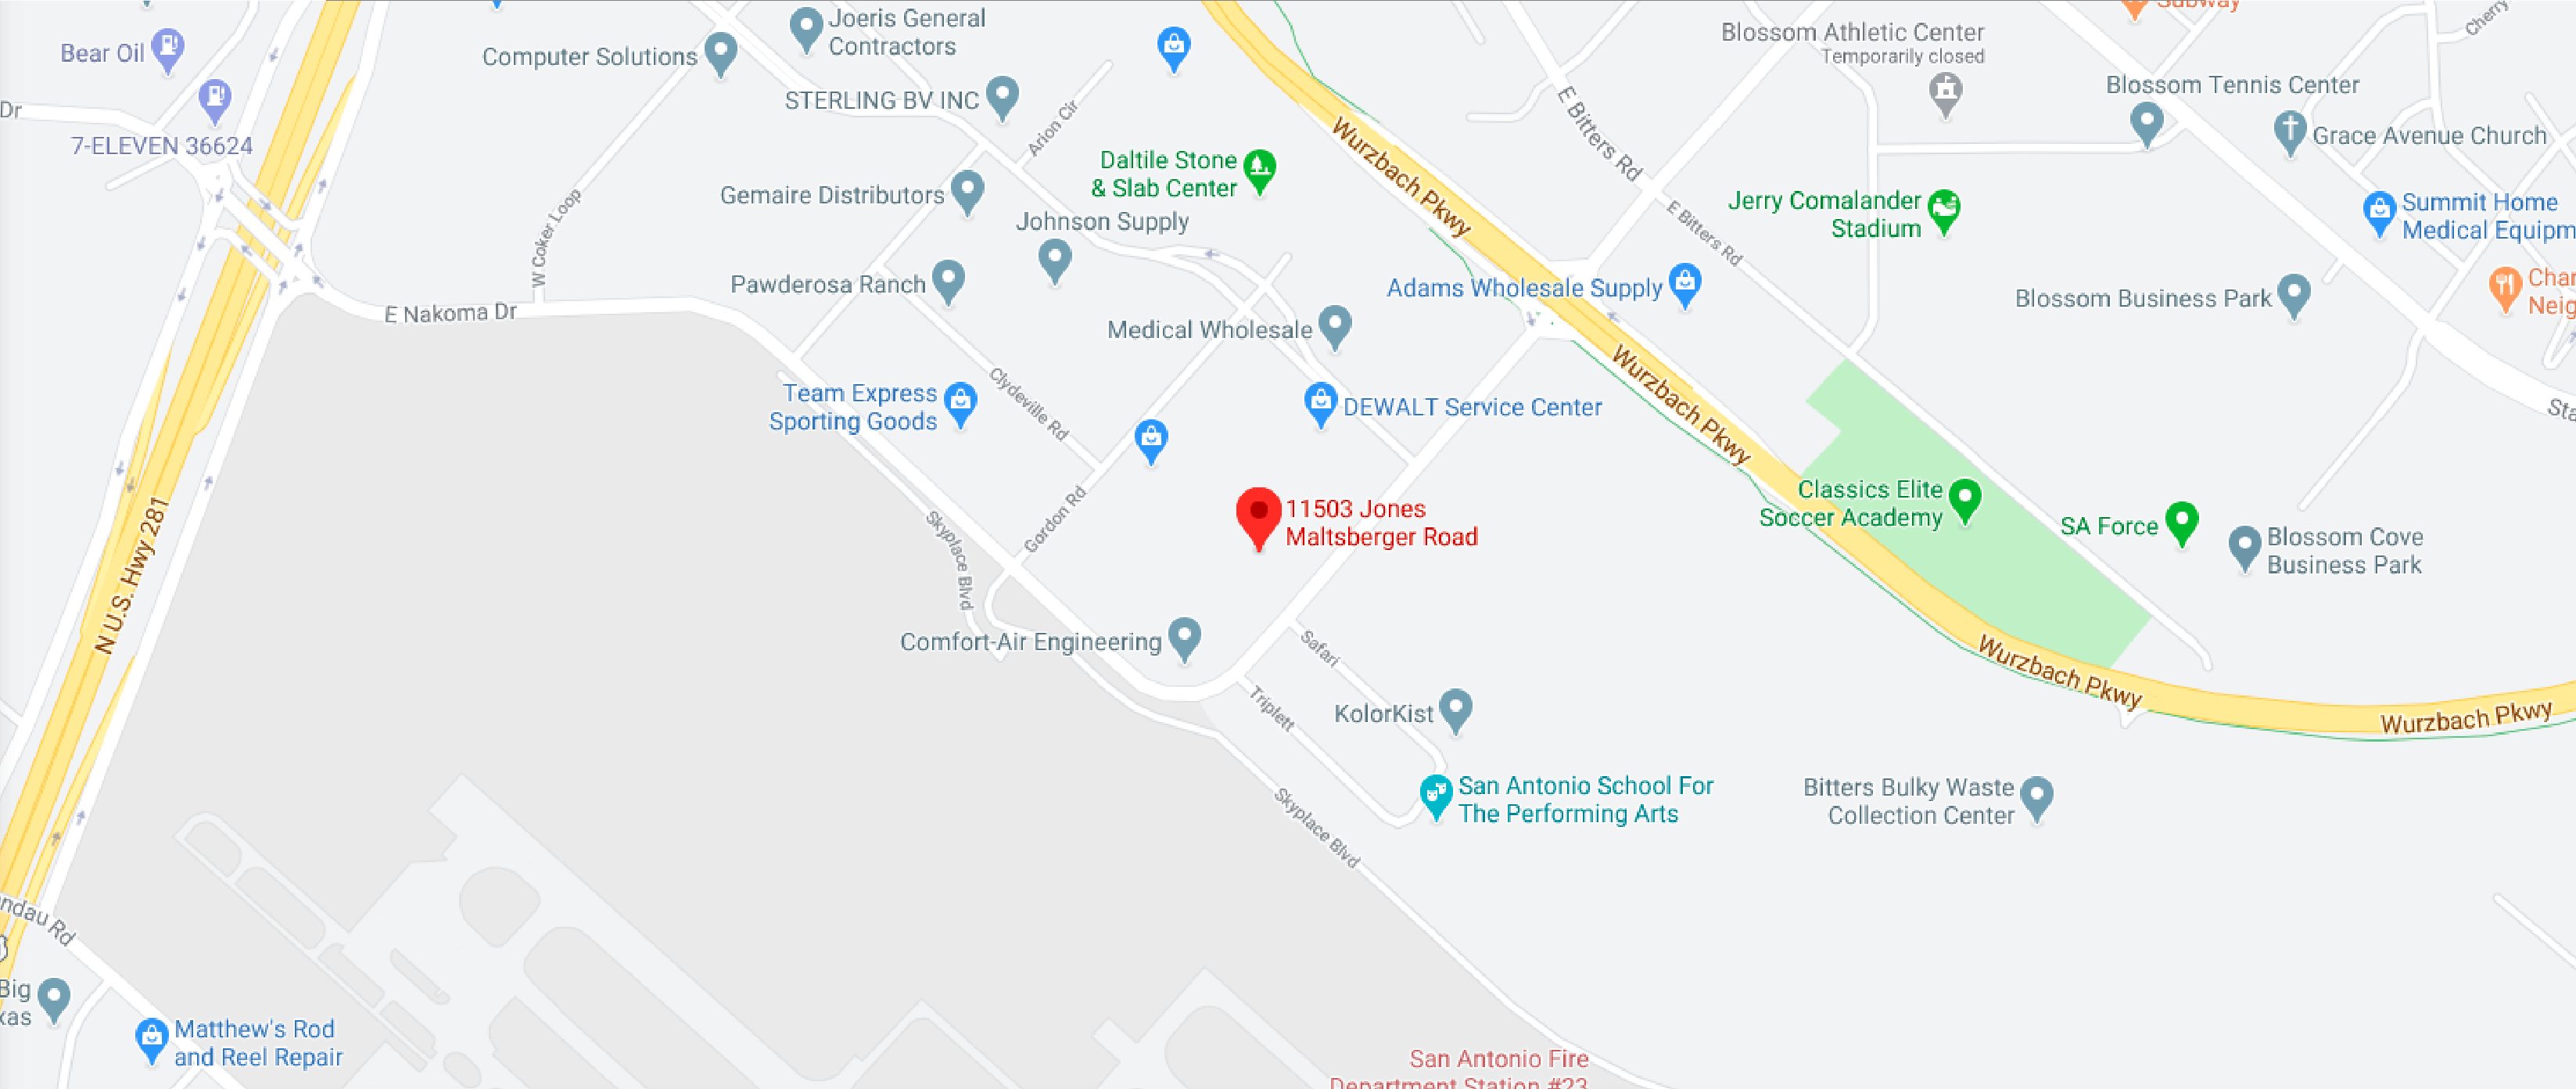 Joeris General
Contractors
Subway
Cherry
Bear Oil
Computer Solutions
Blossom Athletic Center
Temporarily closed
Dr
STERLING BV INC
Arion Cir
E Bitters Rd
Blossom Tennis Center
7-ELEVEN 36624
Wurzbach Pkwy
Grace Avenue Church
Daltile Stone
& Slab Center
Gemaire Distributors
Johnson Supply
W Coker Loop
Jerry Comalander
Stadium
E Bitters Rd
Summit Home
Medical Equipm
Pawderosa Ranch
Adams Wholesale Supply
Blossom Business Park
Char
Neig
E Nakoma Dr
Medical Wholesale
Wurzbach Pkwy
Clydeville Rd
Team Express
Sporting Goods
DEWALT Service Center
Sta
Gordon Rd
11503 Jones
Maltsberger Road
Classics Elite
Soccer Academy
SA Force
Blossom Cove
Business Park
N U.S. Hwy 281
Skyplace Blvd
Comfort-Air Engineering
Safari
Triplett
KolorKist
Wurzbach Pkwy
Wurzbach Pkwy
San Antonio School For
The Performing Arts
Bitters Bulky Waste
Collection Center
Skyplace Blvd
ndau Rd
Big
xas
Matthew's Rod
and Reel Repair
San Antonio Fire
Department Station #23